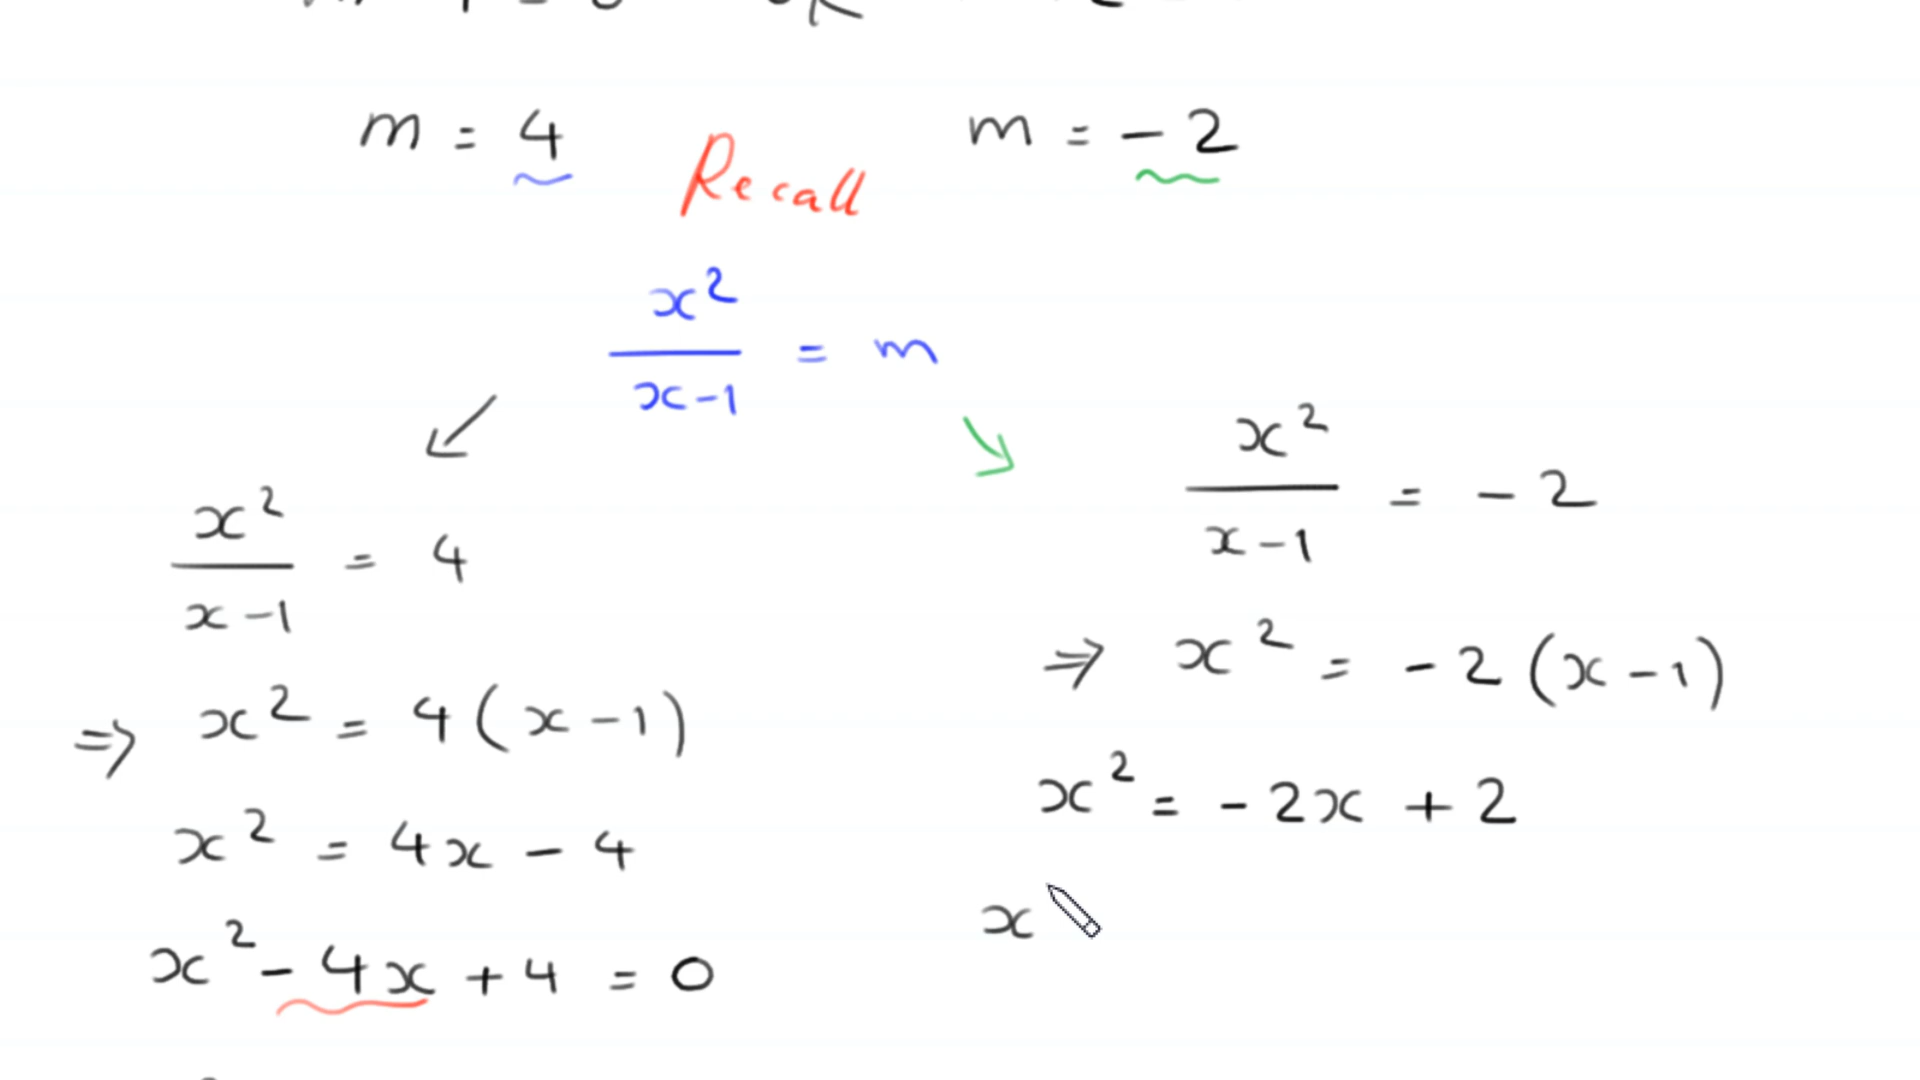 m = 4
m = -2
Recall
x² / (x-1) = m
x² / (x-1) = 4
⇒ x² = 4(x-1)
x² = 4x - 4
x² - 4x + 4 = 0
x² / (x-1) = -2
⇒ x² = -2(x-1)
x² = -2x + 2
x